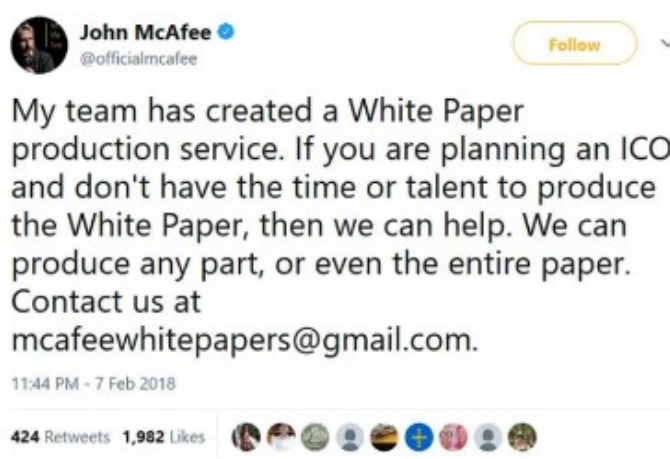 John McAfee
@officialmcafee
Follow
My team has created a White Paper
production service. If you are planning an ICO
and don't have the time or talent to produce
the White Paper, then we can help. We can
produce any part, or even the entire paper.
Contact us at
mcafeewhitepapers@gmail.com.
11:44 PM - 7 Feb 2018
424 Retweets 1,982 Likes